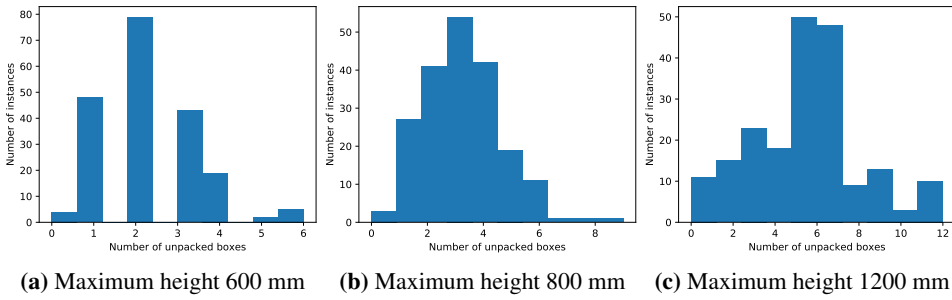 80
70
60
50
40
30
20
10
0
Number of instances
0 1 2 3 4 5 6
Number of unpacked boxes
(a) Maximum height 600 mm
50
40
30
20
10
0
Number of instances
0 2 4 6 8
Number of unpacked boxes
(b) Maximum height 800 mm
50
40
30
20
10
0
Number of instances
0 2 4 6 8 10 12
Number of unpacked boxes
(c) Maximum height 1200 mm